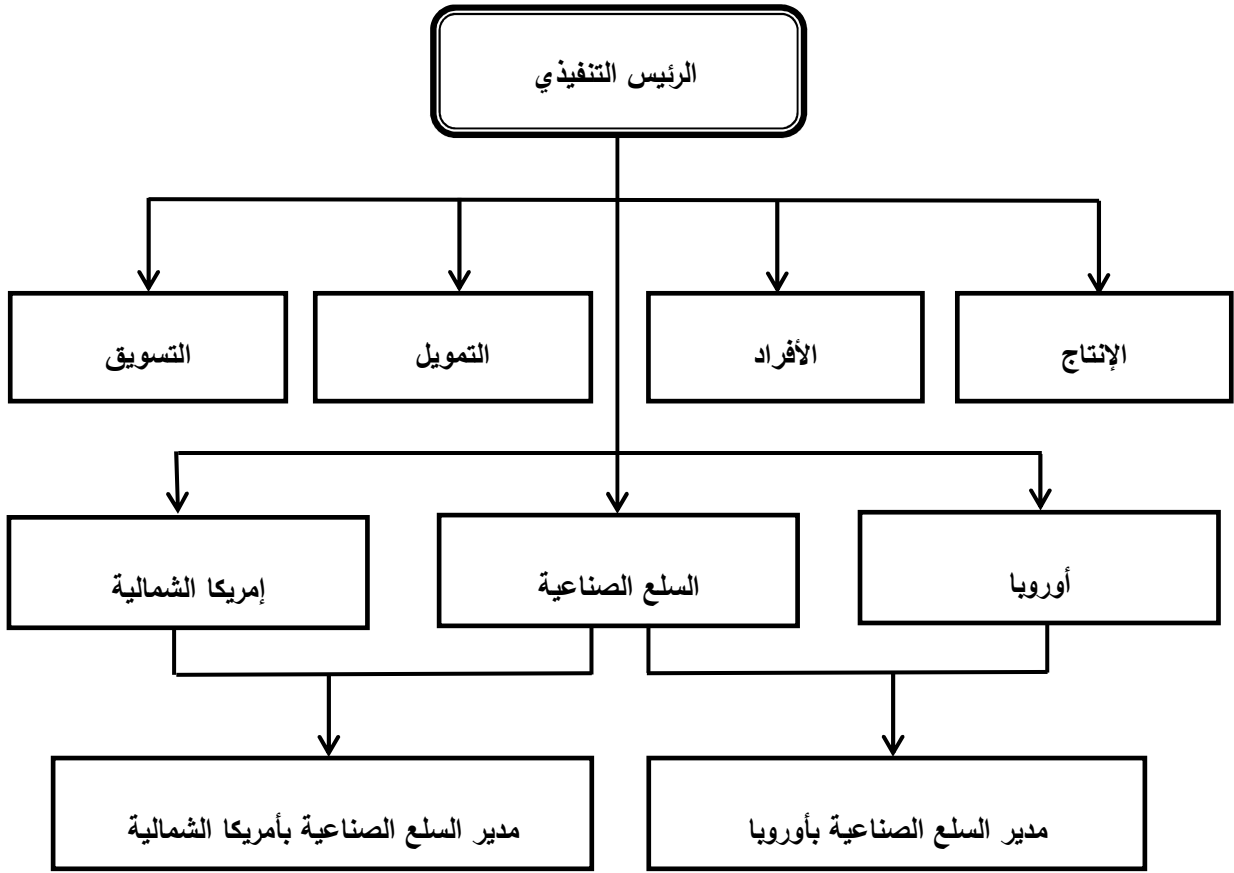 الرئيس التنفيذي
الإنتاج
الأفراد
التمويل
التسويق
أوروبا
السلع الصناعية
إمريكا الشمالية
مدير السلع الصناعية بأوروبا
مدير السلع الصناعية بأمريكا الشمالية